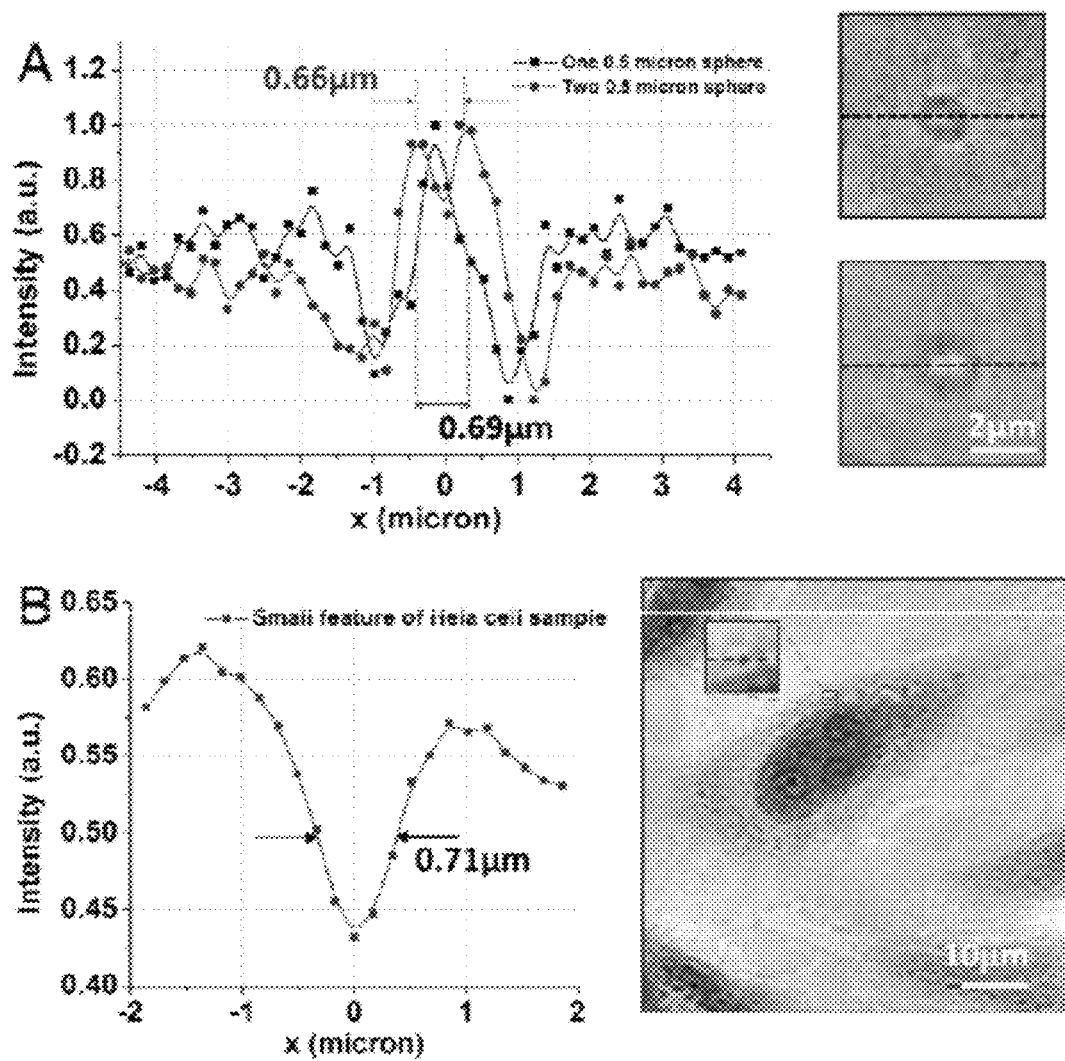 A
1.2
1.0
0.8
0.6
0.4
0.2
0.0
-0.2
Intensity (a.u.)
0.66μm
One 0.5 micron sphere
Two 0.5 micron sphere
0.69μm
-4 -3 -2 -1 0 1 2 3 4
x (micron)
2μm
B
0.65
0.60
0.55
0.50
0.45
0.40
Intensity (a.u.)
Small feature of Hela cell sample
0.71μm
-2 -1 0 1 2
x (micron)
10μm